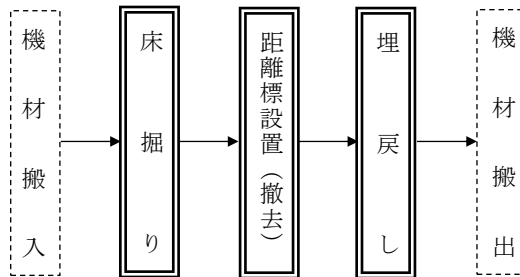 機材搬入
床掘り
距離標設置（撤去）
埋戻し
機材搬出